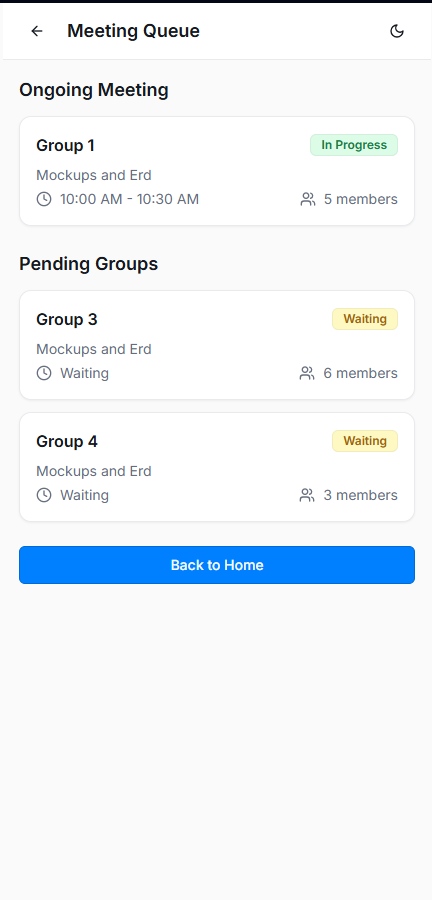 Meeting Queue
Ongoing Meeting
Group 1
In Progress
Mockups and Erd
10:00 AM - 10:30 AM
5 members
Pending Groups
Group 3
Waiting
Mockups and Erd
Waiting
6 members
Group 4
Waiting
Mockups and Erd
Waiting
3 members
Back to Home